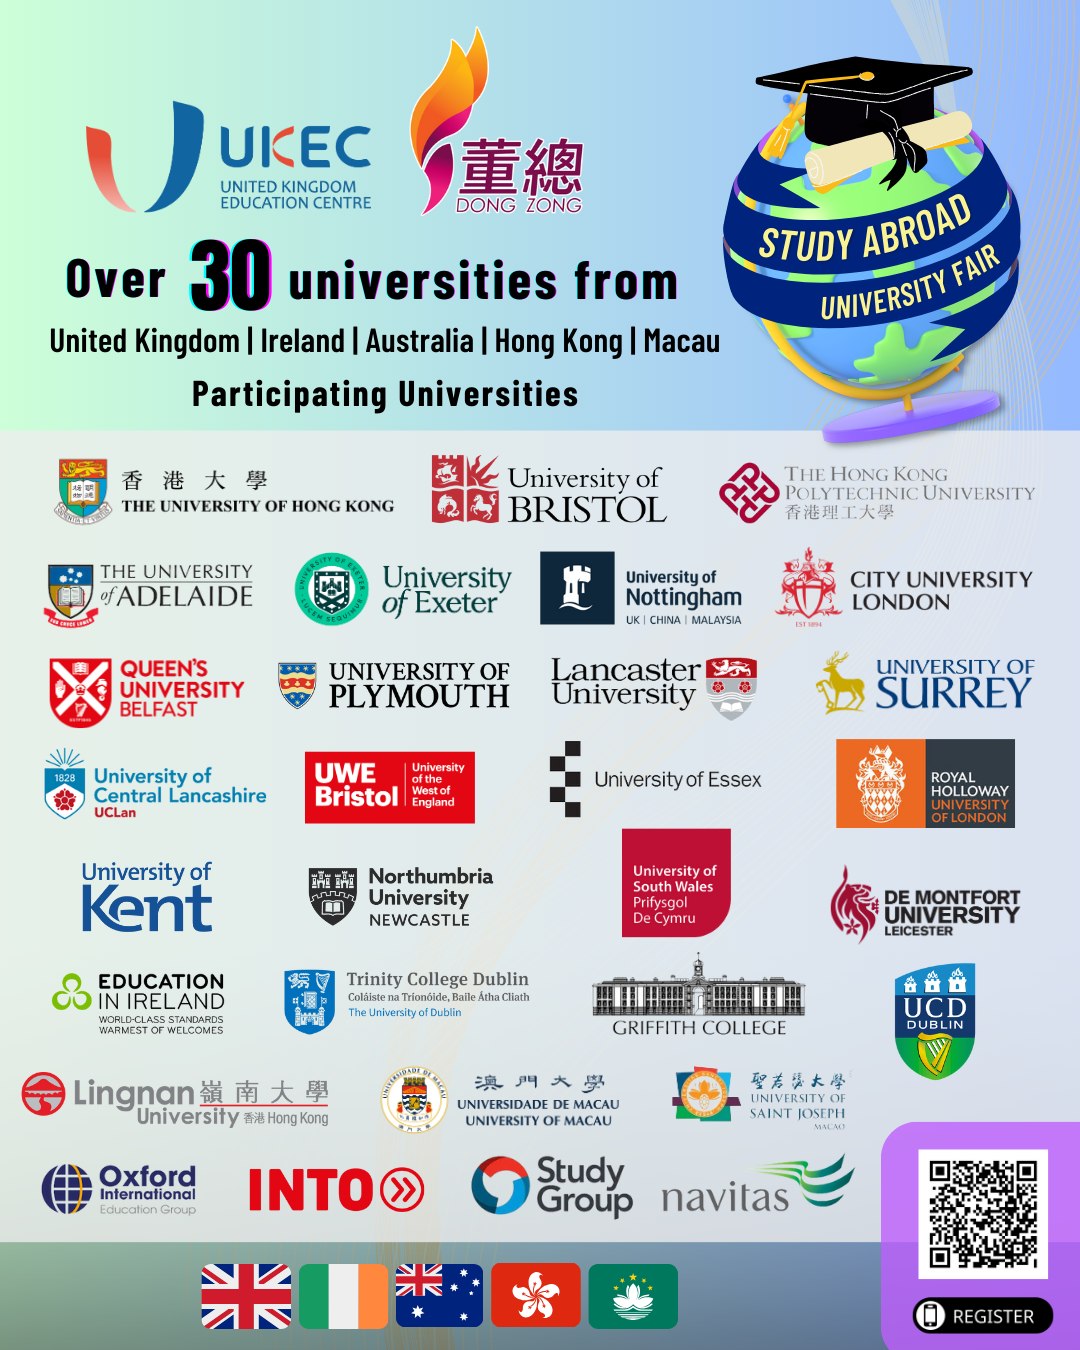 UKEC
UNITED KINGDOM
EDUCATION CENTRE
董總
DONG ZONG
STUDY ABROAD
UNIVERSITY FAIR
Over 30 universities from
United Kingdom | Ireland | Australia | Hong Kong | Macau
Participating Universities
香港大學
THE UNIVERSITY OF HONG KONG
University of
BRISTOL
THE HONG KONG
POLYTECHNIC UNIVERSITY
香港理工大學
THE UNIVERSITY
of ADELAIDE
University
of Exeter
University of
Nottingham
UK | CHINA | MALAYSIA
CITY UNIVERSITY
LONDON
EST 1894
QUEEN'S
UNIVERSITY
BELFAST
UNIVERSITY OF
PLYMOUTH
Lancaster
University
UNIVERSITY OF
SURREY
1828
University of
Central Lancashire
UCLan
UWE
Bristol
University
of the
West of
England
University of Essex
ROYAL
HOLLOWAY
UNIVERSITY
OF LONDON
University of
Kent
Northumbria
University
NEWCASTLE
University of
South Wales
Prifysgol
De Cymru
DE MONTFORT
UNIVERSITY
LEICESTER
EDUCATION
IN IRELAND
WORLD-CLASS STANDARDS
WARMEST OF WELCOMES
Trinity College Dublin
Coláiste na Tríonóide, Baile Átha Cliath
The University of Dublin
GRIFFITH COLLEGE
UCD
DUBLIN
Lingnan 嶺南大學
University 香港 Hong Kong
UNIVERSIDADE DE MACAU
澳門大學
澳門大學
UNIVERSIDADE DE MACAU
UNIVERSITY OF MACAU
聖若瑟大學
UNIVERSITY OF
SAINT JOSEPH
MACAO
Oxford
International
Education Group
INTO
Study
Group
navitas
REGISTER